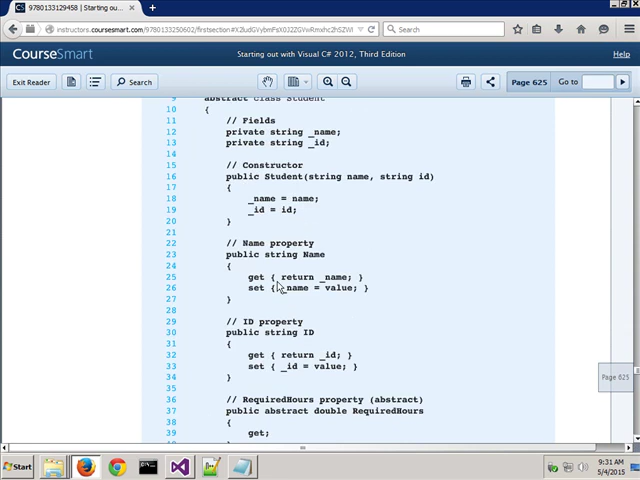 9780133129458 | Starting out...
instructors.coursesmart.com/9780133250602/firstsection#X2ludGVybmFsX0JZGVwRmxhc2h2ZWl
Search
CourseSmart
Starting out with Visual C# 2012, Third Edition
Help
Exit Reader
Search
Page 625
Go to
9 abstract class Student
10 {
11 // Fields
12 private string _name;
13 private string _id;
14
15 // Constructor
16 public Student(string name, string id)
17 {
18 _name = name;
19 _id = id;
20 }
21
22 // Name property
23 public string Name
24 {
25 get { return _name; }
26 set { _name = value; }
27 }
28
29 // ID property
30 public string ID
31 {
32 get { return _id; }
33 set { _id = value; }
34 }
35
36 // RequiredHours property (abstract)
37 public abstract double RequiredHours
38 {
39 get;
Page 625
Start
9:31 AM
5/4/2015